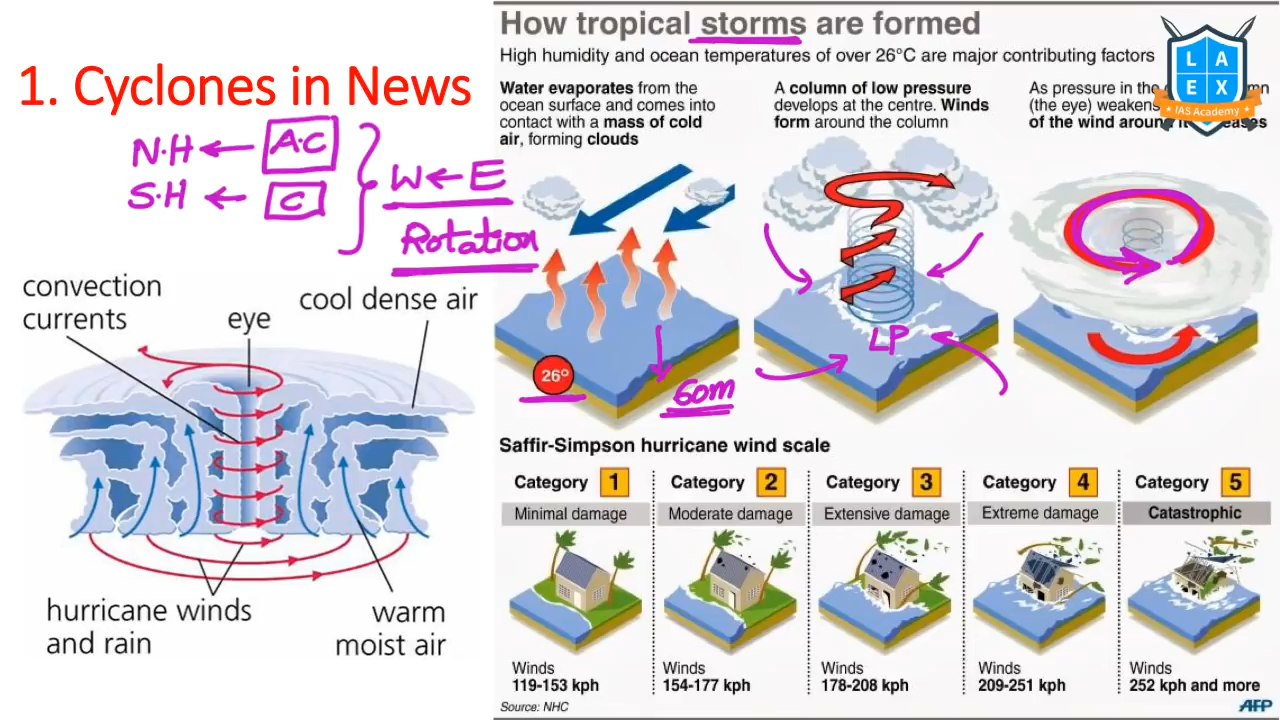 1. Cyclones in News
N.H ← A.C
S.H ← C
W ← E
Rotation
convection
currents
eye
cool dense air
hurricane winds
and rain
warm
moist air
How tropical storms are formed
High humidity and ocean temperatures of over 26°C are major contributing factors
Water evaporates from the
ocean surface and comes into
contact with a mass of cold
air, forming clouds
A column of low pressure
develops at the centre. Winds
form around the column
As pressure in the
(the eye) weakens
of the wind around it
LAEX
IAS Academy
26°
60m
LP
Saffir-Simpson hurricane wind scale
Category 1
Minimal damage
Winds
119-153 kph
Category 2
Moderate damage
Winds
154-177 kph
Category 3
Extensive damage
Winds
178-208 kph
Category 4
Extreme damage
Winds
209-251 kph
Category 5
Catastrophic
Winds
252 kph and more
Source: NHC
AFP